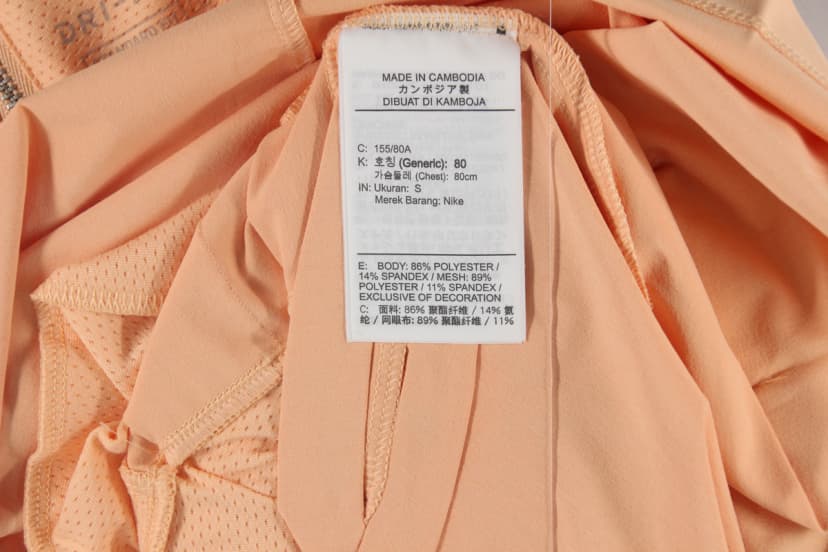 DRI-
STANDARD FIT
MADE IN CAMBODIA
カンボジア製
DIBUAT DI KAMBOJA
C: 155/80A
K: 호칭 (Generic): 80
가슴둘레 (Chest): 80cm
IN: Ukuran: S
Merek Barang: Nike
E: BODY: 86% POLYESTER /
14% SPANDEX / MESH: 89%
POLYESTER / 11% SPANDEX /
EXCLUSIVE OF DECORATION
C: 面料: 86% 聚酯纤维 / 14% 氨
纶 / 网眼布: 89% 聚酯纤维 / 11%